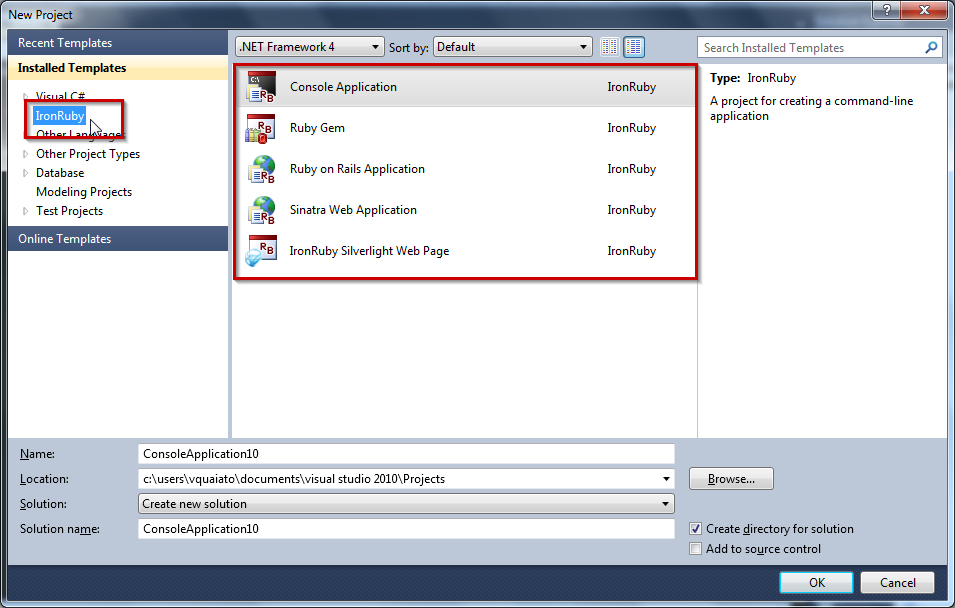 New Project
Recent Templates
Installed Templates
Visual C#
IronRuby
Other Languages
Other Project Types
Database
Modeling Projects
Test Projects
Online Templates
.NET Framework 4
Sort by:
Default
Console Application IronRuby
Ruby Gem IronRuby
Ruby on Rails Application IronRuby
Sinatra Web Application IronRuby
IronRuby Silverlight Web Page IronRuby
Search Installed Templates
Type: IronRuby
A project for creating a command-line
application
Name: ConsoleApplication10
Location: c:\users\vquaiato\documents\visual studio 2010\Projects
Browse...
Solution: Create new solution
Solution name: ConsoleApplication10
Create directory for solution
Add to source control
OK
Cancel